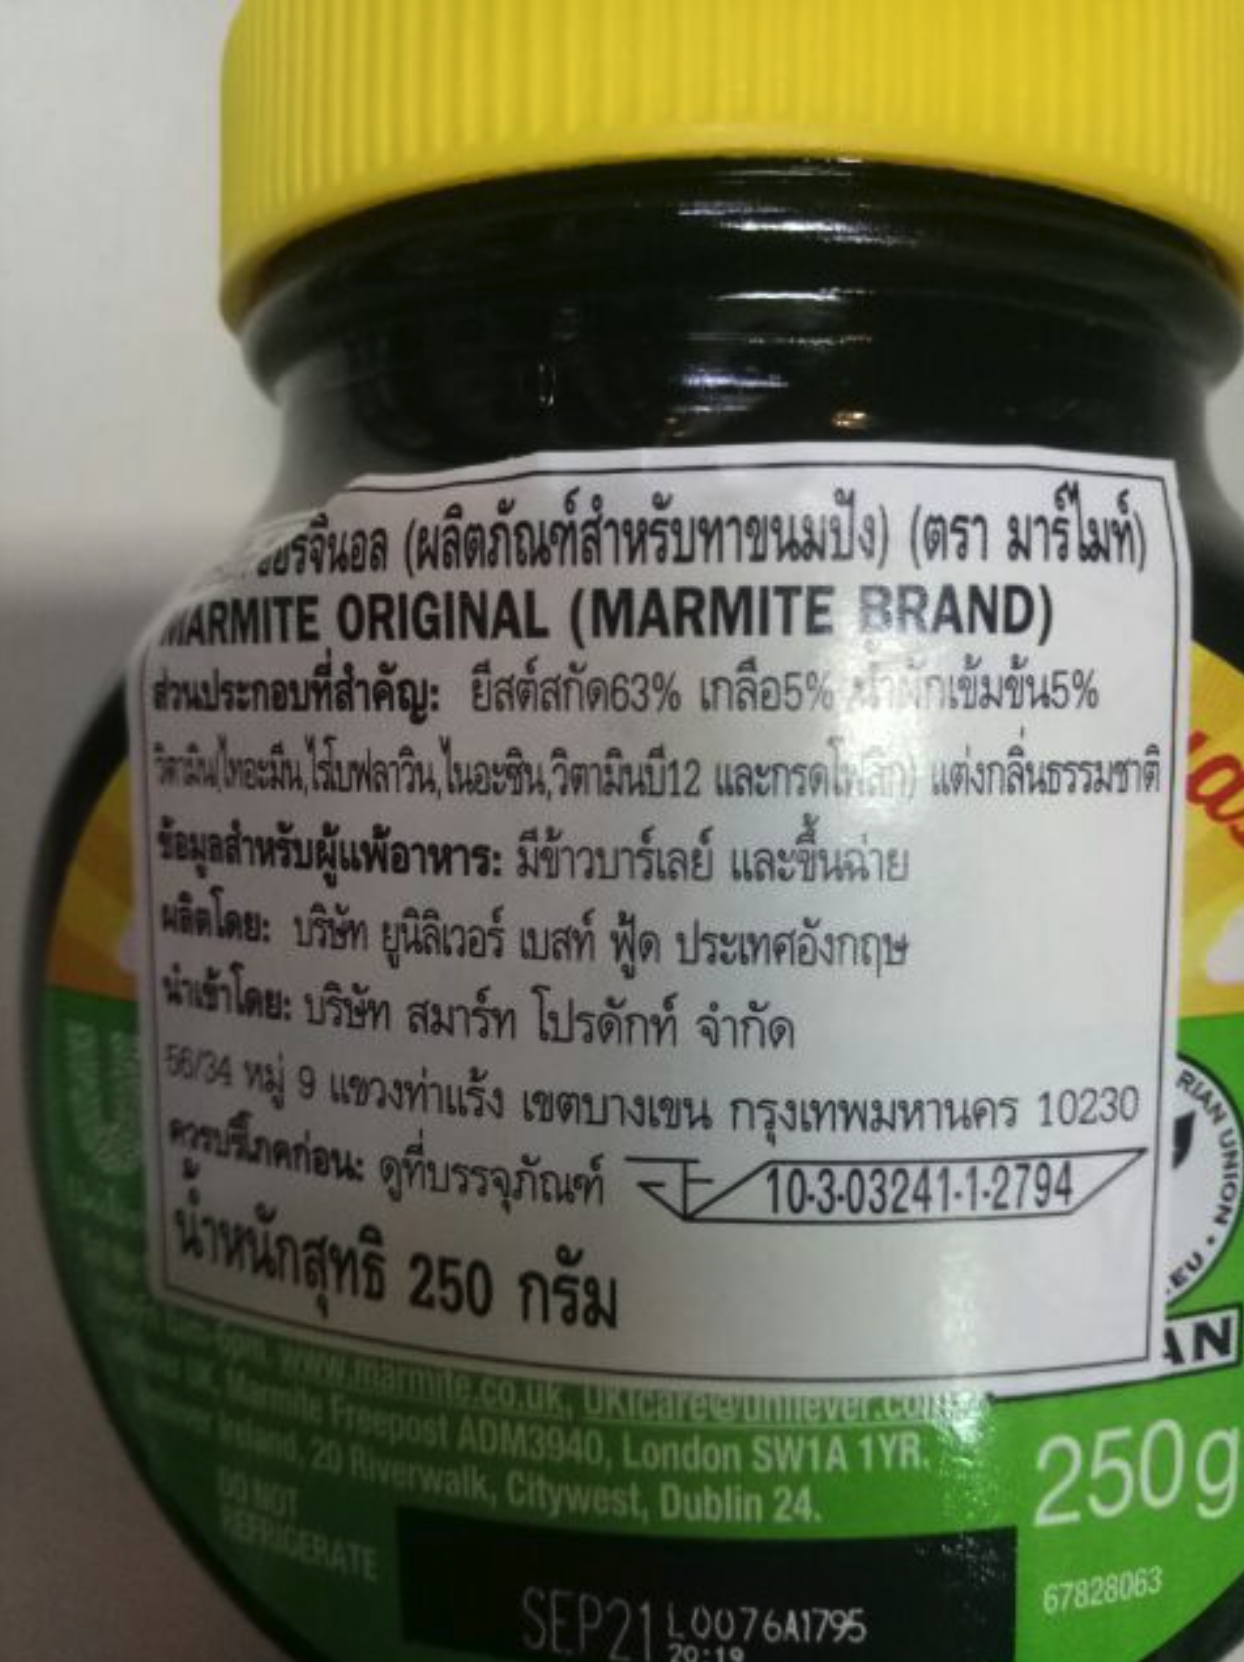 ออริจินอล (ผลิตภัณฑ์สำหรับทาขนมปัง) (ตรา มาร์ไมท์)
MARMITE ORIGINAL (MARMITE BRAND)
ส่วนประกอบที่สำคัญ: ยีสต์สกัด63% เกลือ5% น้ำผักเข้มข้น5%
วิตามิน(ไทอะมีน,ไรโบฟลาวิน,ไนอะซิน,วิตามินบี12 และกรดโฟลิก) แต่งกลิ่นธรรมชาติ
ข้อมูลสำหรับผู้แพ้อาหาร: มีข้าวบาร์เลย์ และขึ้นฉ่าย
ผลิตโดย: บริษัท ยูนิลิเวอร์ เบสท์ ฟู้ด ประเทศอังกฤษ
นำเข้าโดย: บริษัท สมาร์ท โปรดักท์ จำกัด
56/34 หมู่ 9 แขวงท่าแร้ง เขตบางเขน กรุงเทพมหานคร 10230
ควรบริโภคก่อน: ดูที่บรรจุภัณฑ์ 10-3-03241-1-2794
น้ำหนักสุทธิ 250 กรัม
RIAN UNION • EU •
AN
www.marmite.co.uk, UKIcare@unilever.com
Marmite Freepost ADM3940, London SW1A 1YR.
Ireland, 20 Riverwalk, Citywest, Dublin 24.
250g
DO NOT
REFRIGERATE
67828063
SEP21 L0076A1795
20:19